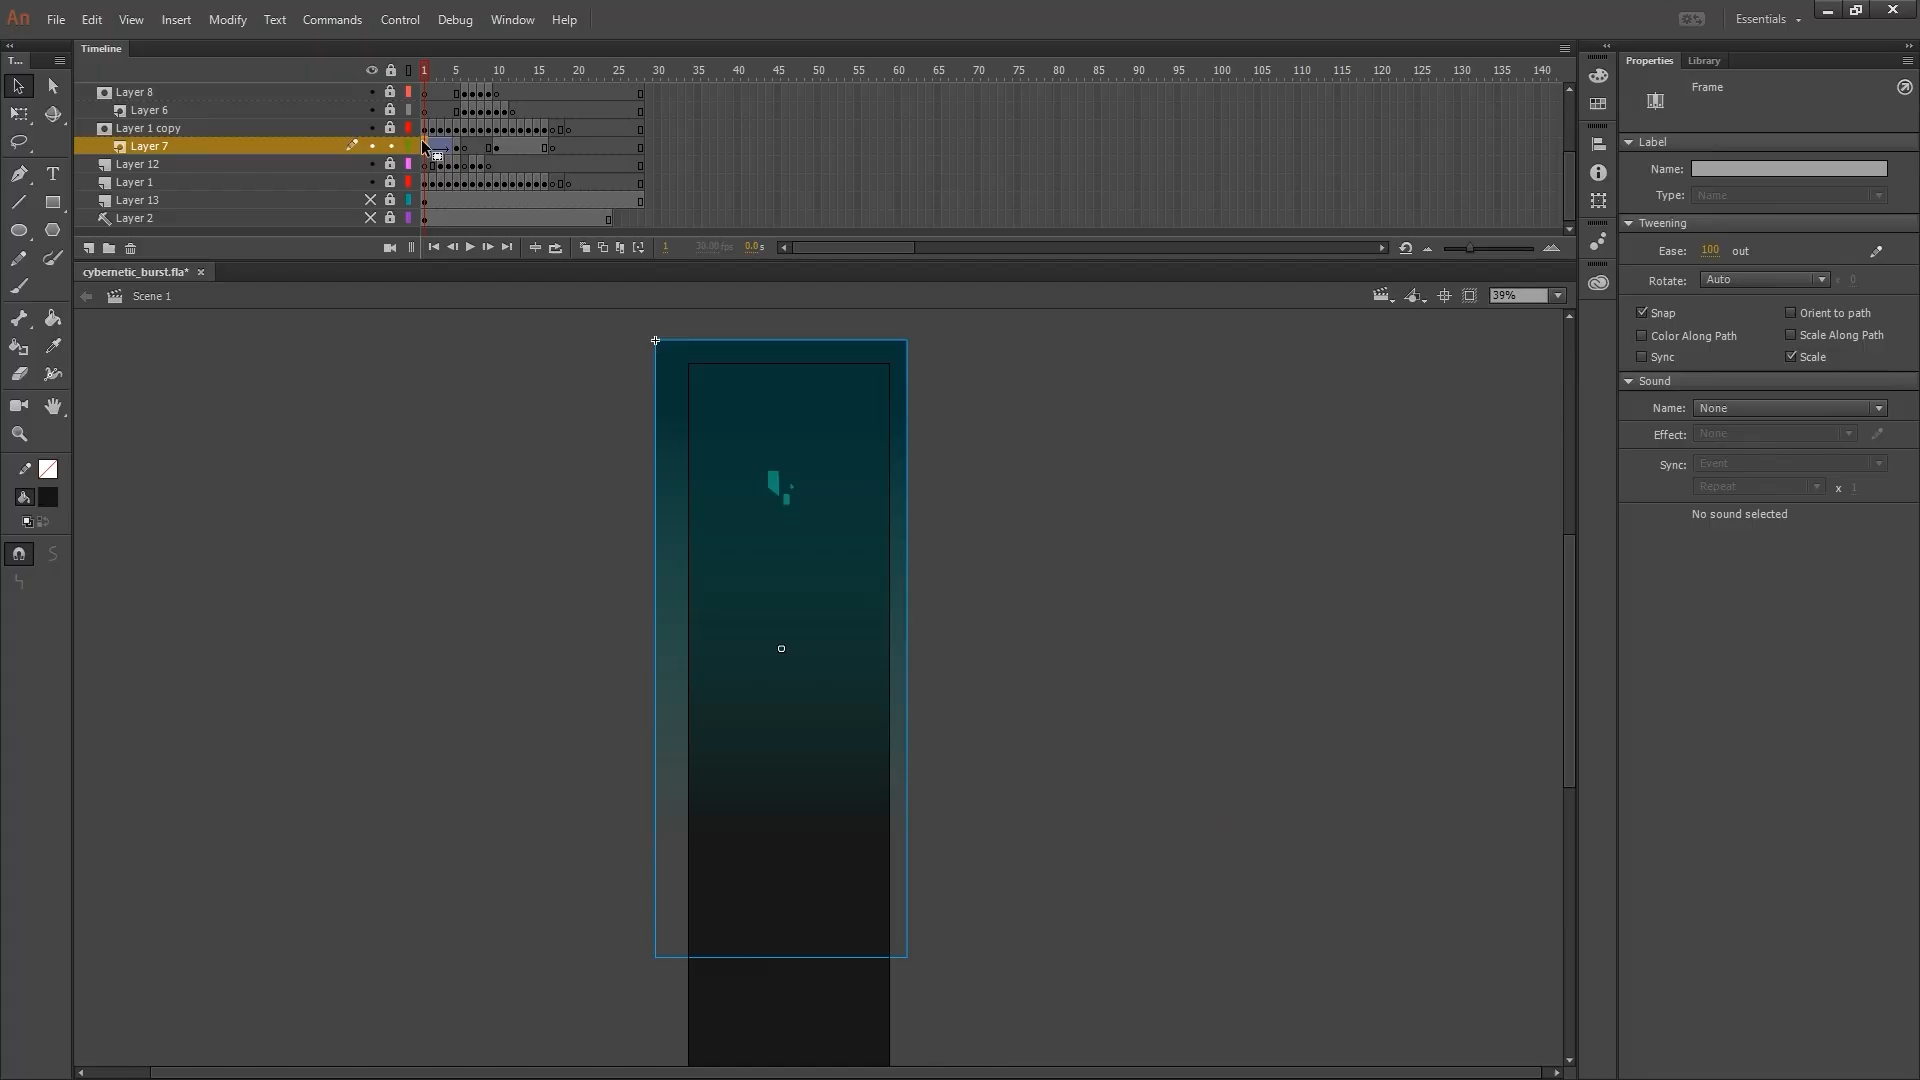 An File Edit View Insert Modify Text Commands Control Debug Window Help Essentials
T... Timeline Properties Library
1 5 10 15 20 25 30 35 40 45 50 55 60 65 70 75 80 85 90 95 100 105 110 115 120 125 130 135 140
Frame
Layer 8
Layer 6
Layer 1 copy
Layer 7
Layer 12
Layer 1
Layer 13
Layer 2
1 30.00 fps 0.0 s
cybernetic_burst.fla* ×
Scene 1 39%
Label
Name:
Type: Name
Tweening
Ease: 100 out
Rotate: Auto x 0
Snap Orient to path
Color Along Path Scale Along Path
Sync Scale
Sound
Name: None
Effect: None
Sync: Event
Repeat x 1
No sound selected